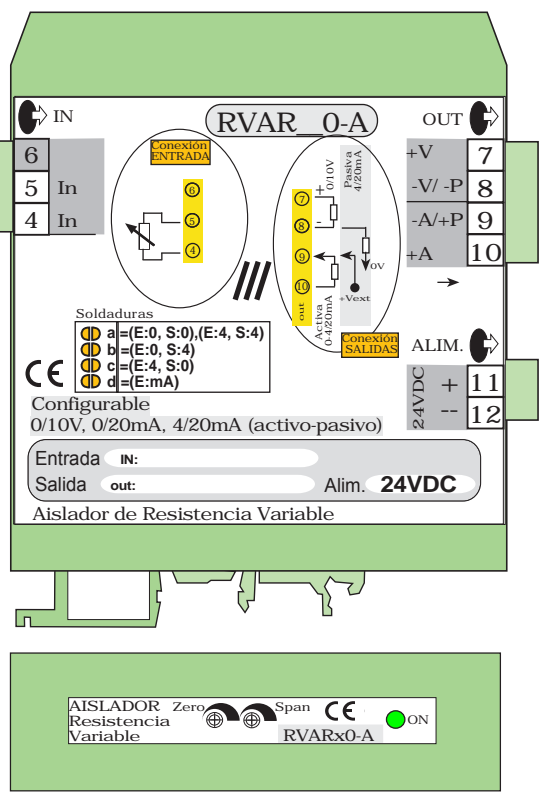 IN
RVAR__0-A
OUT
6
5 In
4 In
Conexión
ENTRADA
6
5
4
7
8
9
10
out
+
-
0/10V
Pasiva
4/20mA
0V
+Vext
Activa
0-4/20mA
Conexión
SALIDAS
+V 7
-V/ -P 8
-A/+P 9
+A 10
Soldaduras
a =(E:0, S:0),(E:4, S:4)
b =(E:0, S:4)
c =(E:4, S:0)
d =(E:mA)
CE
ALIM.
24VDC
+ 11
-- 12
Configurable
0/10V, 0/20mA, 4/20mA (activo-pasivo)
Entrada IN:
Salida out: Alim. 24VDC
Aislador de Resistencia Variable
AISLADOR Zero Span CE
Resistencia ON
Variable RVARx0-A